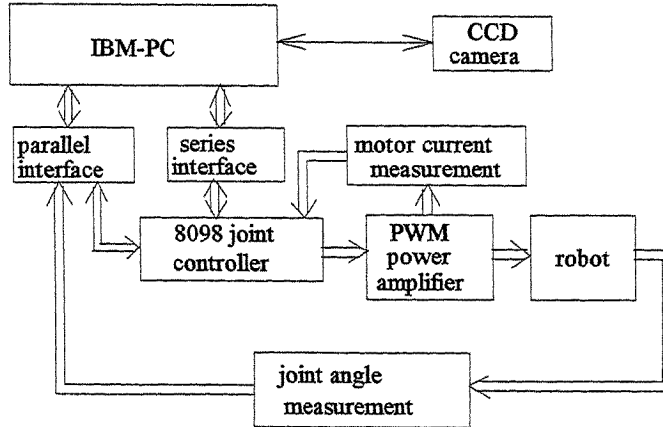 IBM-PC
CCD
camera
parallel
interface
series
interface
motor current
measurement
8098 joint
controller
PWM
power
amplifier
robot
joint angle
measurement